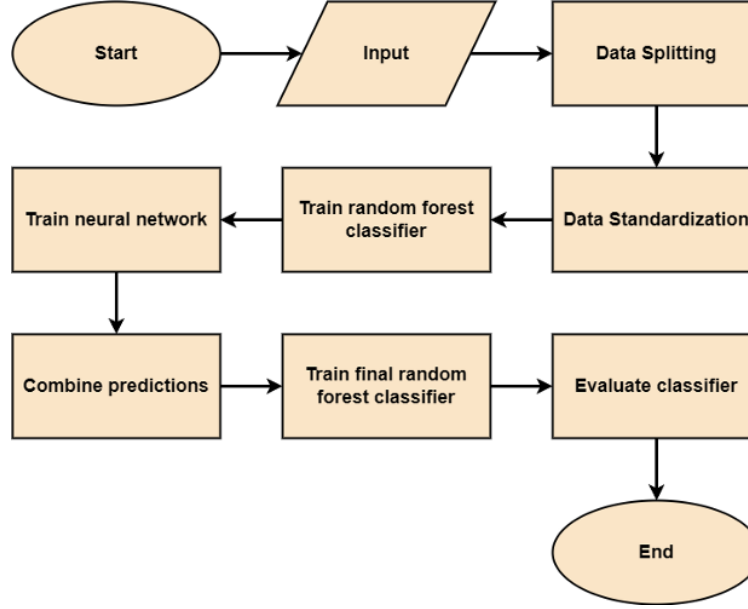 Start
Input
Data Splitting
Data Standardization
Train random forest
classifier
Train neural network
Combine predictions
Train final random
forest classifier
Evaluate classifier
End